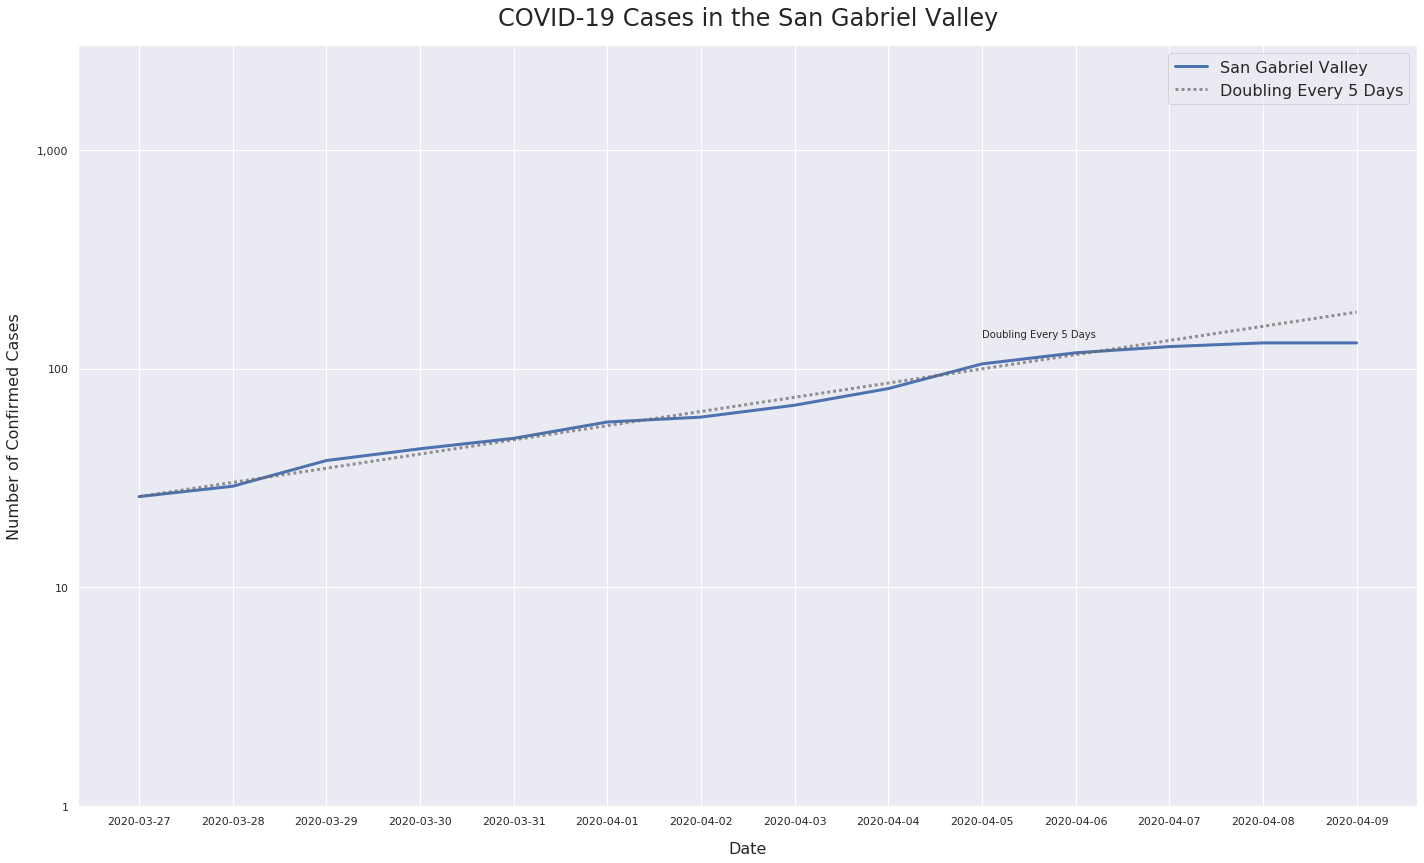 COVID-19 Cases in the San Gabriel Valley
San Gabriel Valley
Doubling Every 5 Days
1,000
100
10
1
Number of Confirmed Cases
Doubling Every 5 Days
2020-03-27 2020-03-28 2020-03-29 2020-03-30 2020-03-31 2020-04-01 2020-04-02 2020-04-03 2020-04-04 2020-04-05 2020-04-06 2020-04-07 2020-04-08 2020-04-09
Date